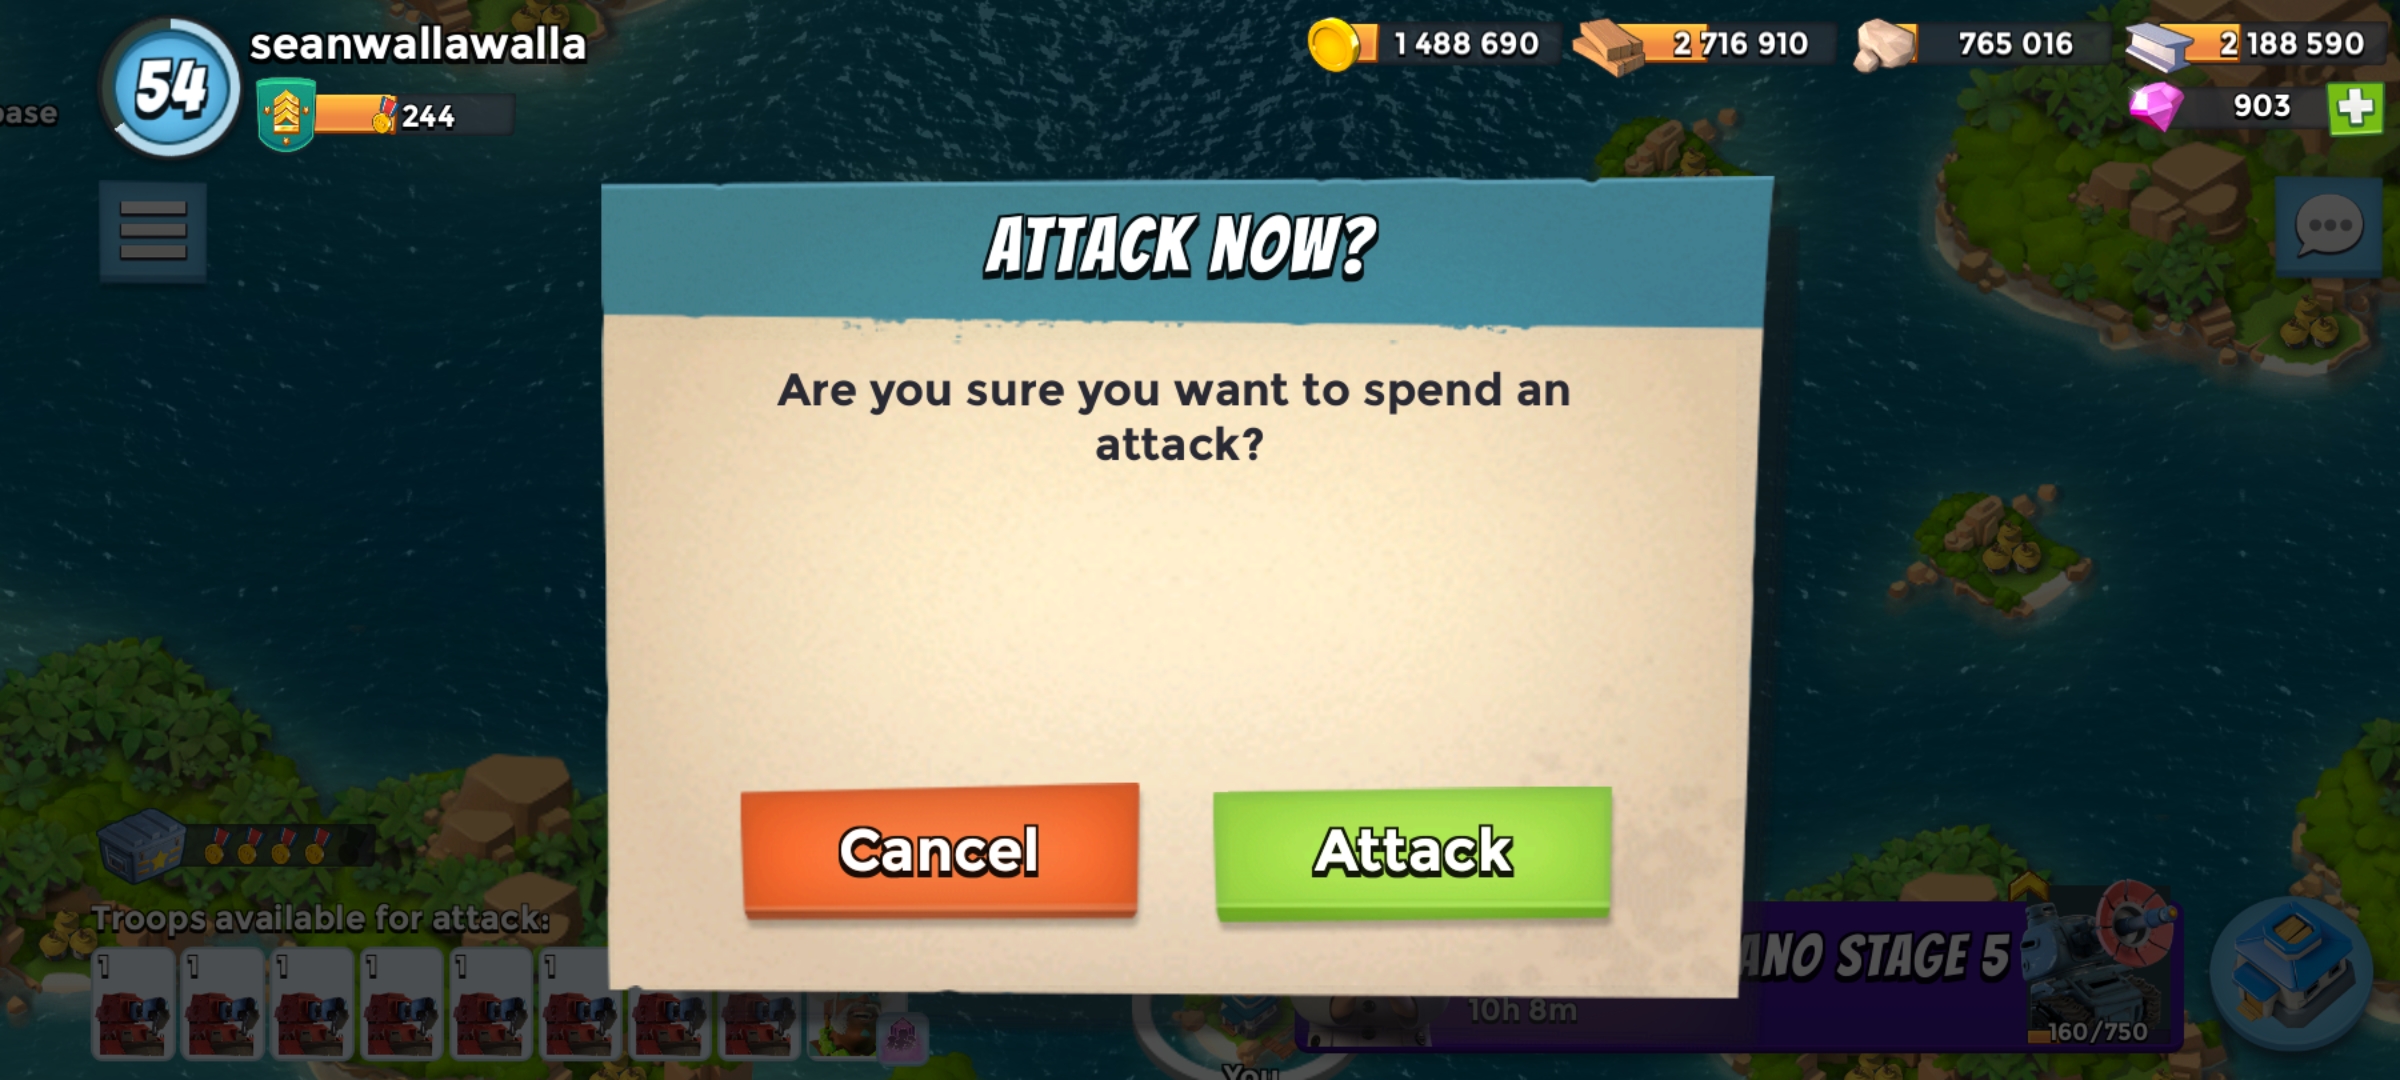 seanwallawalla
54
244
1 488 690
2 716 910
765 016
2 188 590
903
base
ATTACK NOW?
Are you sure you want to spend an
attack?
Cancel
Attack
Troops available for attack:
1 1 1 1 1 1
ANO STAGE 5
10h 8m
160/750
You